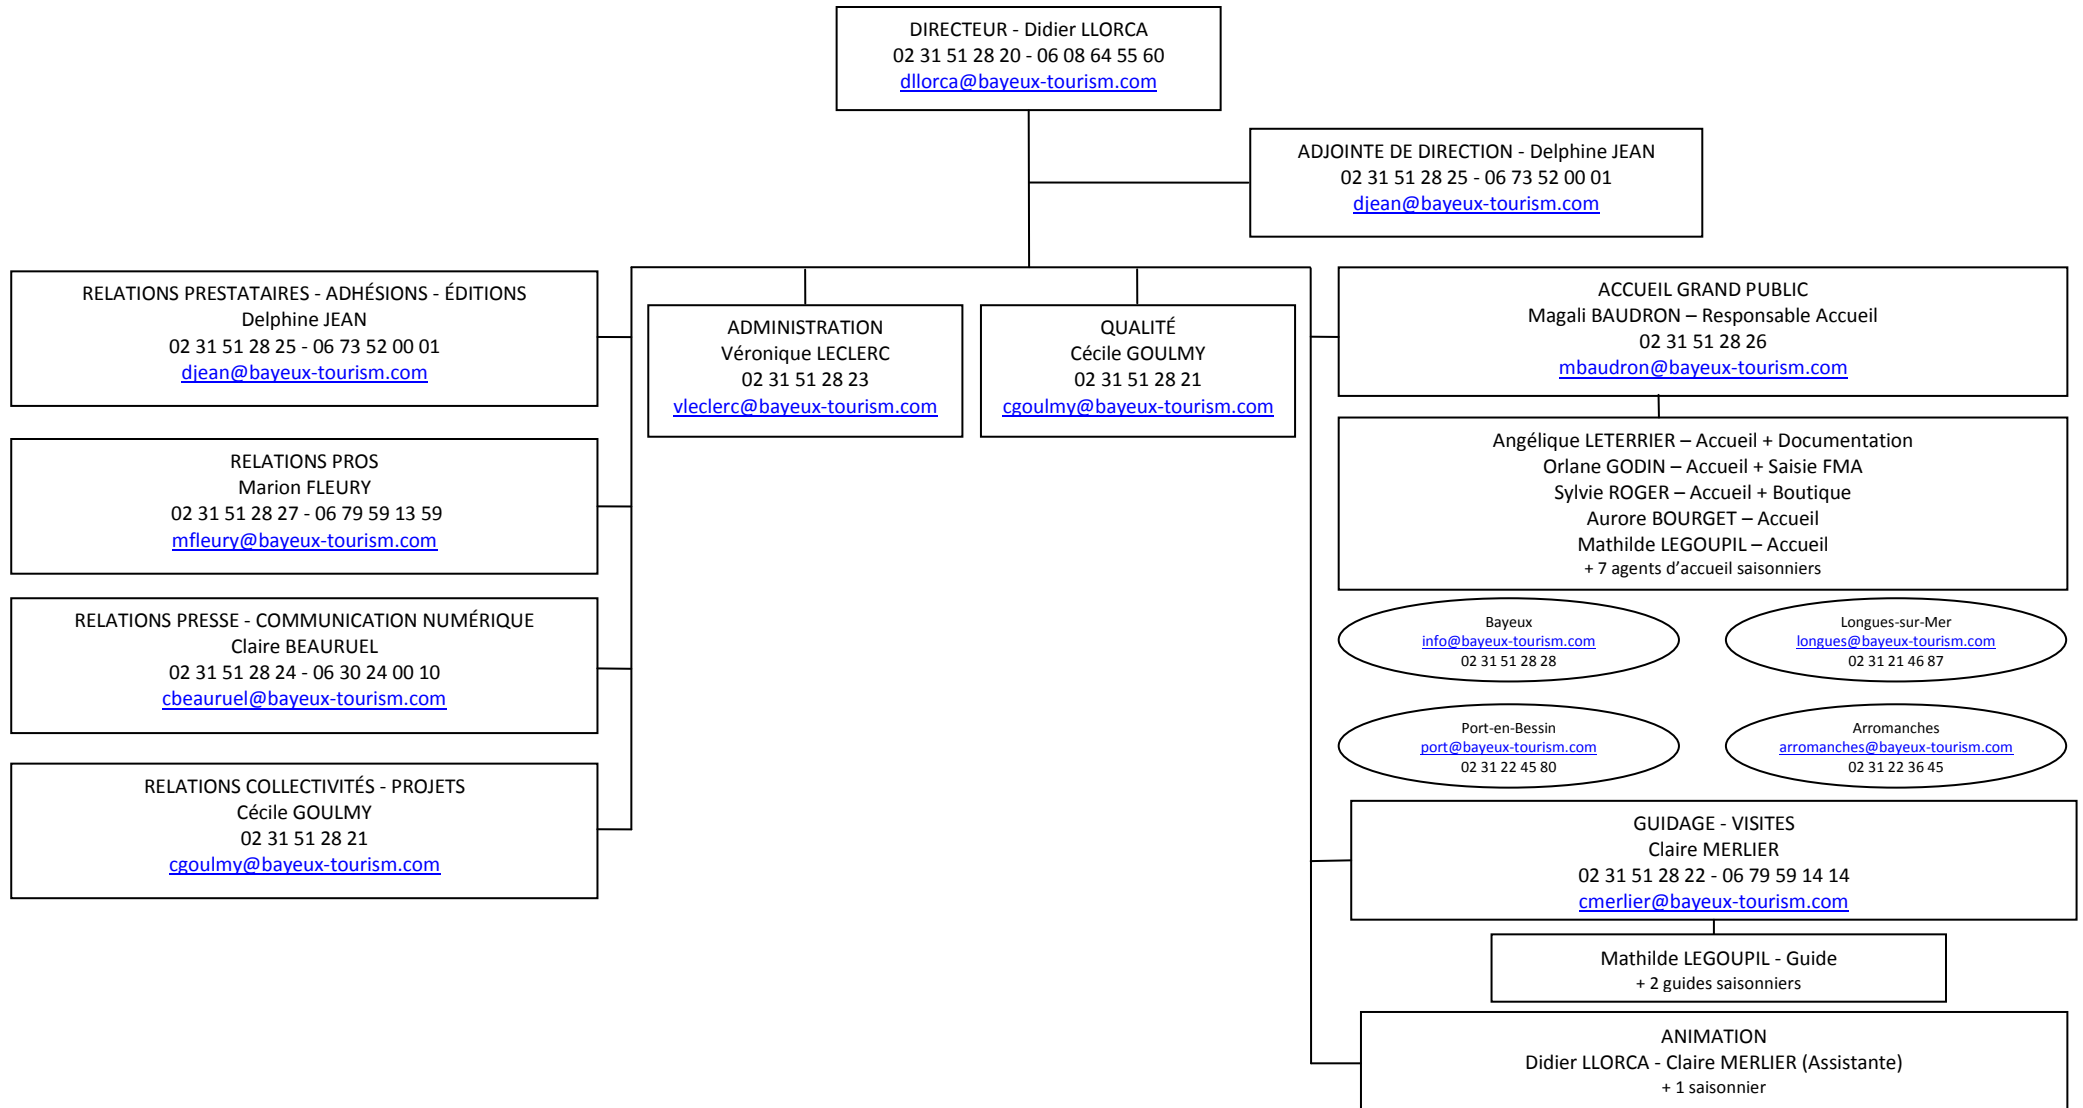 DIRECTEUR - Didier LLORCA
02 31 51 28 20 - 06 08 64 55 60
dllorca@bayeux-tourism.com
ADJOINTE DE DIRECTION - Delphine JEAN
02 31 51 28 25 - 06 73 52 00 01
djean@bayeux-tourism.com
RELATIONS PRESTATAIRES - ADHÉSIONS - ÉDITIONS
Delphine JEAN
02 31 51 28 25 - 06 73 52 00 01
djean@bayeux-tourism.com
RELATIONS PROS
Marion FLEURY
02 31 51 28 27 - 06 79 59 13 59
mfleury@bayeux-tourism.com
RELATIONS PRESSE - COMMUNICATION NUMÉRIQUE
Claire BEAURUEL
02 31 51 28 24 - 06 30 24 00 10
cbeauruel@bayeux-tourism.com
RELATIONS COLLECTIVITÉS - PROJETS
Cécile GOULMY
02 31 51 28 21
cgoulmy@bayeux-tourism.com
ADMINISTRATION
Véronique LECLERC
02 31 51 28 23
vleclerc@bayeux-tourism.com
QUALITÉ
Cécile GOULMY
02 31 51 28 21
cgoulmy@bayeux-tourism.com
ACCUEIL GRAND PUBLIC
Magali BAUDRON – Responsable Accueil
02 31 51 28 26
mbaudron@bayeux-tourism.com
Angélique LETERRIER – Accueil + Documentation
Orlane GODIN – Accueil + Saisie FMA
Sylvie ROGER – Accueil + Boutique
Aurore BOURGET – Accueil
Mathilde LEGOUPIL – Accueil
+ 7 agents d’accueil saisonniers
Bayeux
info@bayeux-tourism.com
02 31 51 28 28
Longues-sur-Mer
longues@bayeux-tourism.com
02 31 21 46 87
Port-en-Bessin
port@bayeux-tourism.com
02 31 22 45 80
Arromanches
arromanches@bayeux-tourism.com
02 31 22 36 45
GUIDAGE - VISITES
Claire MERLIER
02 31 51 28 22 - 06 79 59 14 14
cmerlier@bayeux-tourism.com
Mathilde LEGOUPIL - Guide
+ 2 guides saisonniers
ANIMATION
Didier LLORCA - Claire MERLIER (Assistante)
+ 1 saisonnier